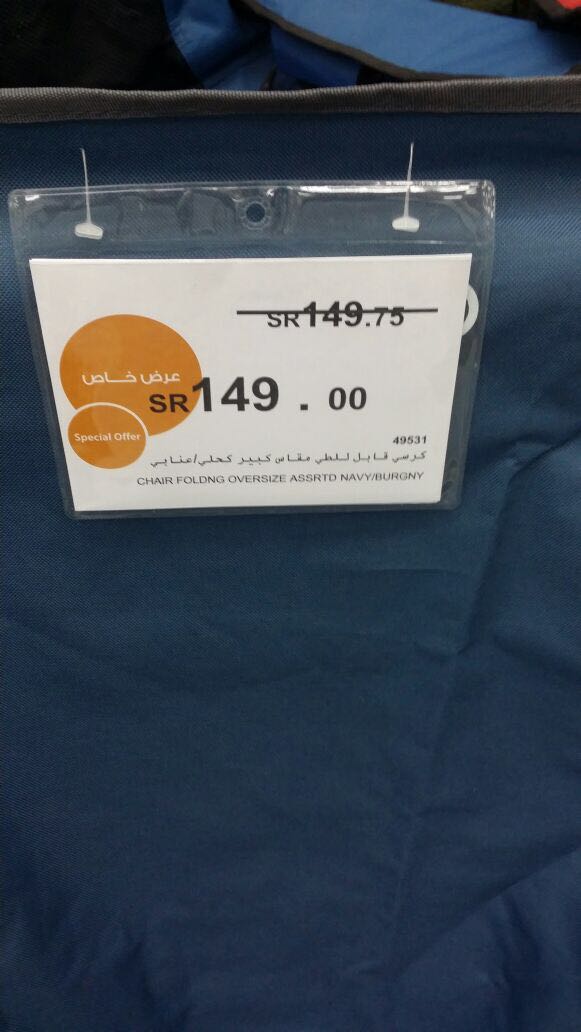 SR149.75
عرض خاص
SR149 . 00
Special Offer
49531
كرسي قابل للطي مقاس كبير كحلي/عنابي
CHAIR FOLDNG OVERSIZE ASSRTD NAVY/BURGNY